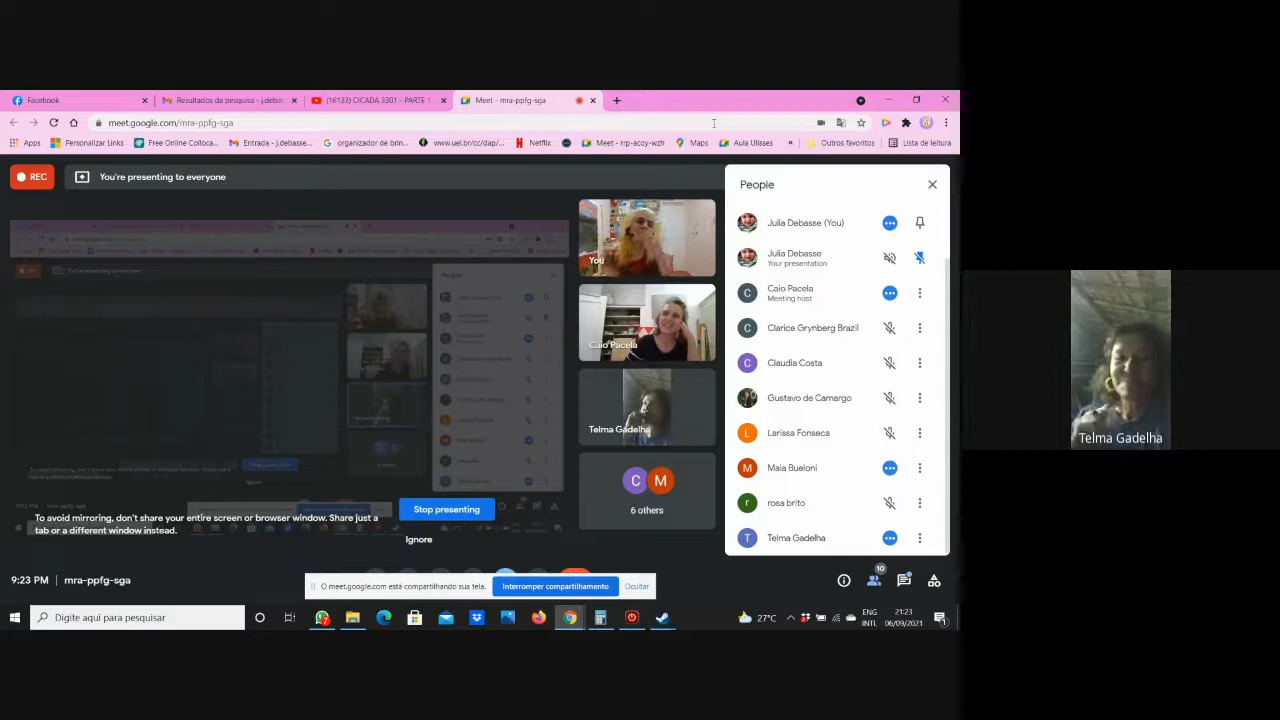 Facebook
Resultados da pesquisa - j.debas
(16133) CICADA 3301 - PARTE 1
Meet - mra-ppfg-sga
meet.google.com/mra-ppfg-sga
Apps
Personalizar Links
Free Online Colloca...
Entrada - j.debasse...
organizador de brin...
www.uel.br/cc/dap/...
Netflix
Meet - rrp-accy-wzh
Maps
Aula Ulisses
»
Outros favoritos
Lista de leitura
REC
You're presenting to everyone
People
Julia Debasse (You)
Julia Debasse
Your presentation
Caio Pacela
Meeting host
Clarice Grynberg Brazil
Claudia Costa
Gustavo de Camargo
Larissa Fonseca
Maia Bueloni
rosa brito
Telma Gadelha
C
C
L
M
r
T
You
Caio Pacela
Telma Gadelha
C M
6 others
To avoid mirroring, don't share your entire screen or browser window. Share just a
tab or a different window instead.
Stop presenting
Ignore
9:23 PM | mra-ppfg-sga
O meet.google.com está compartilhando sua tela.
Interromper compartilhamento
Ocultar
10
Digite aqui para pesquisar
27°C
ENG
INTL
21:23
06/09/2021
Telma Gadelha